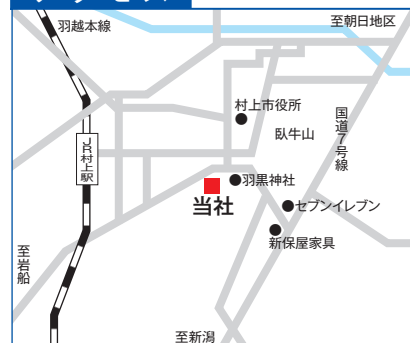 羽越本線
至朝日地区
村上市役所
臥牛山
国道7号線
JR村上駅
羽黒神社
当社
セブンイレブン
新保屋家具
至岩船
至新潟